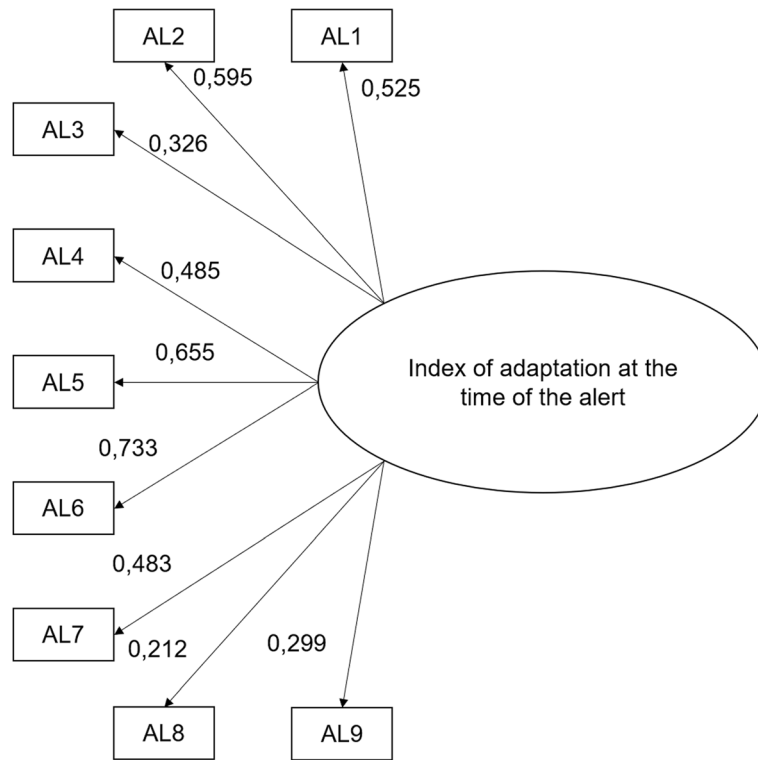 AL2
AL1
0,595
0,525
AL3
0,326
AL4
0,485
0,655
AL5
Index of adaptation at the
time of the alert
0,733
AL6
0,483
AL7
0,212
0,299
AL8
AL9